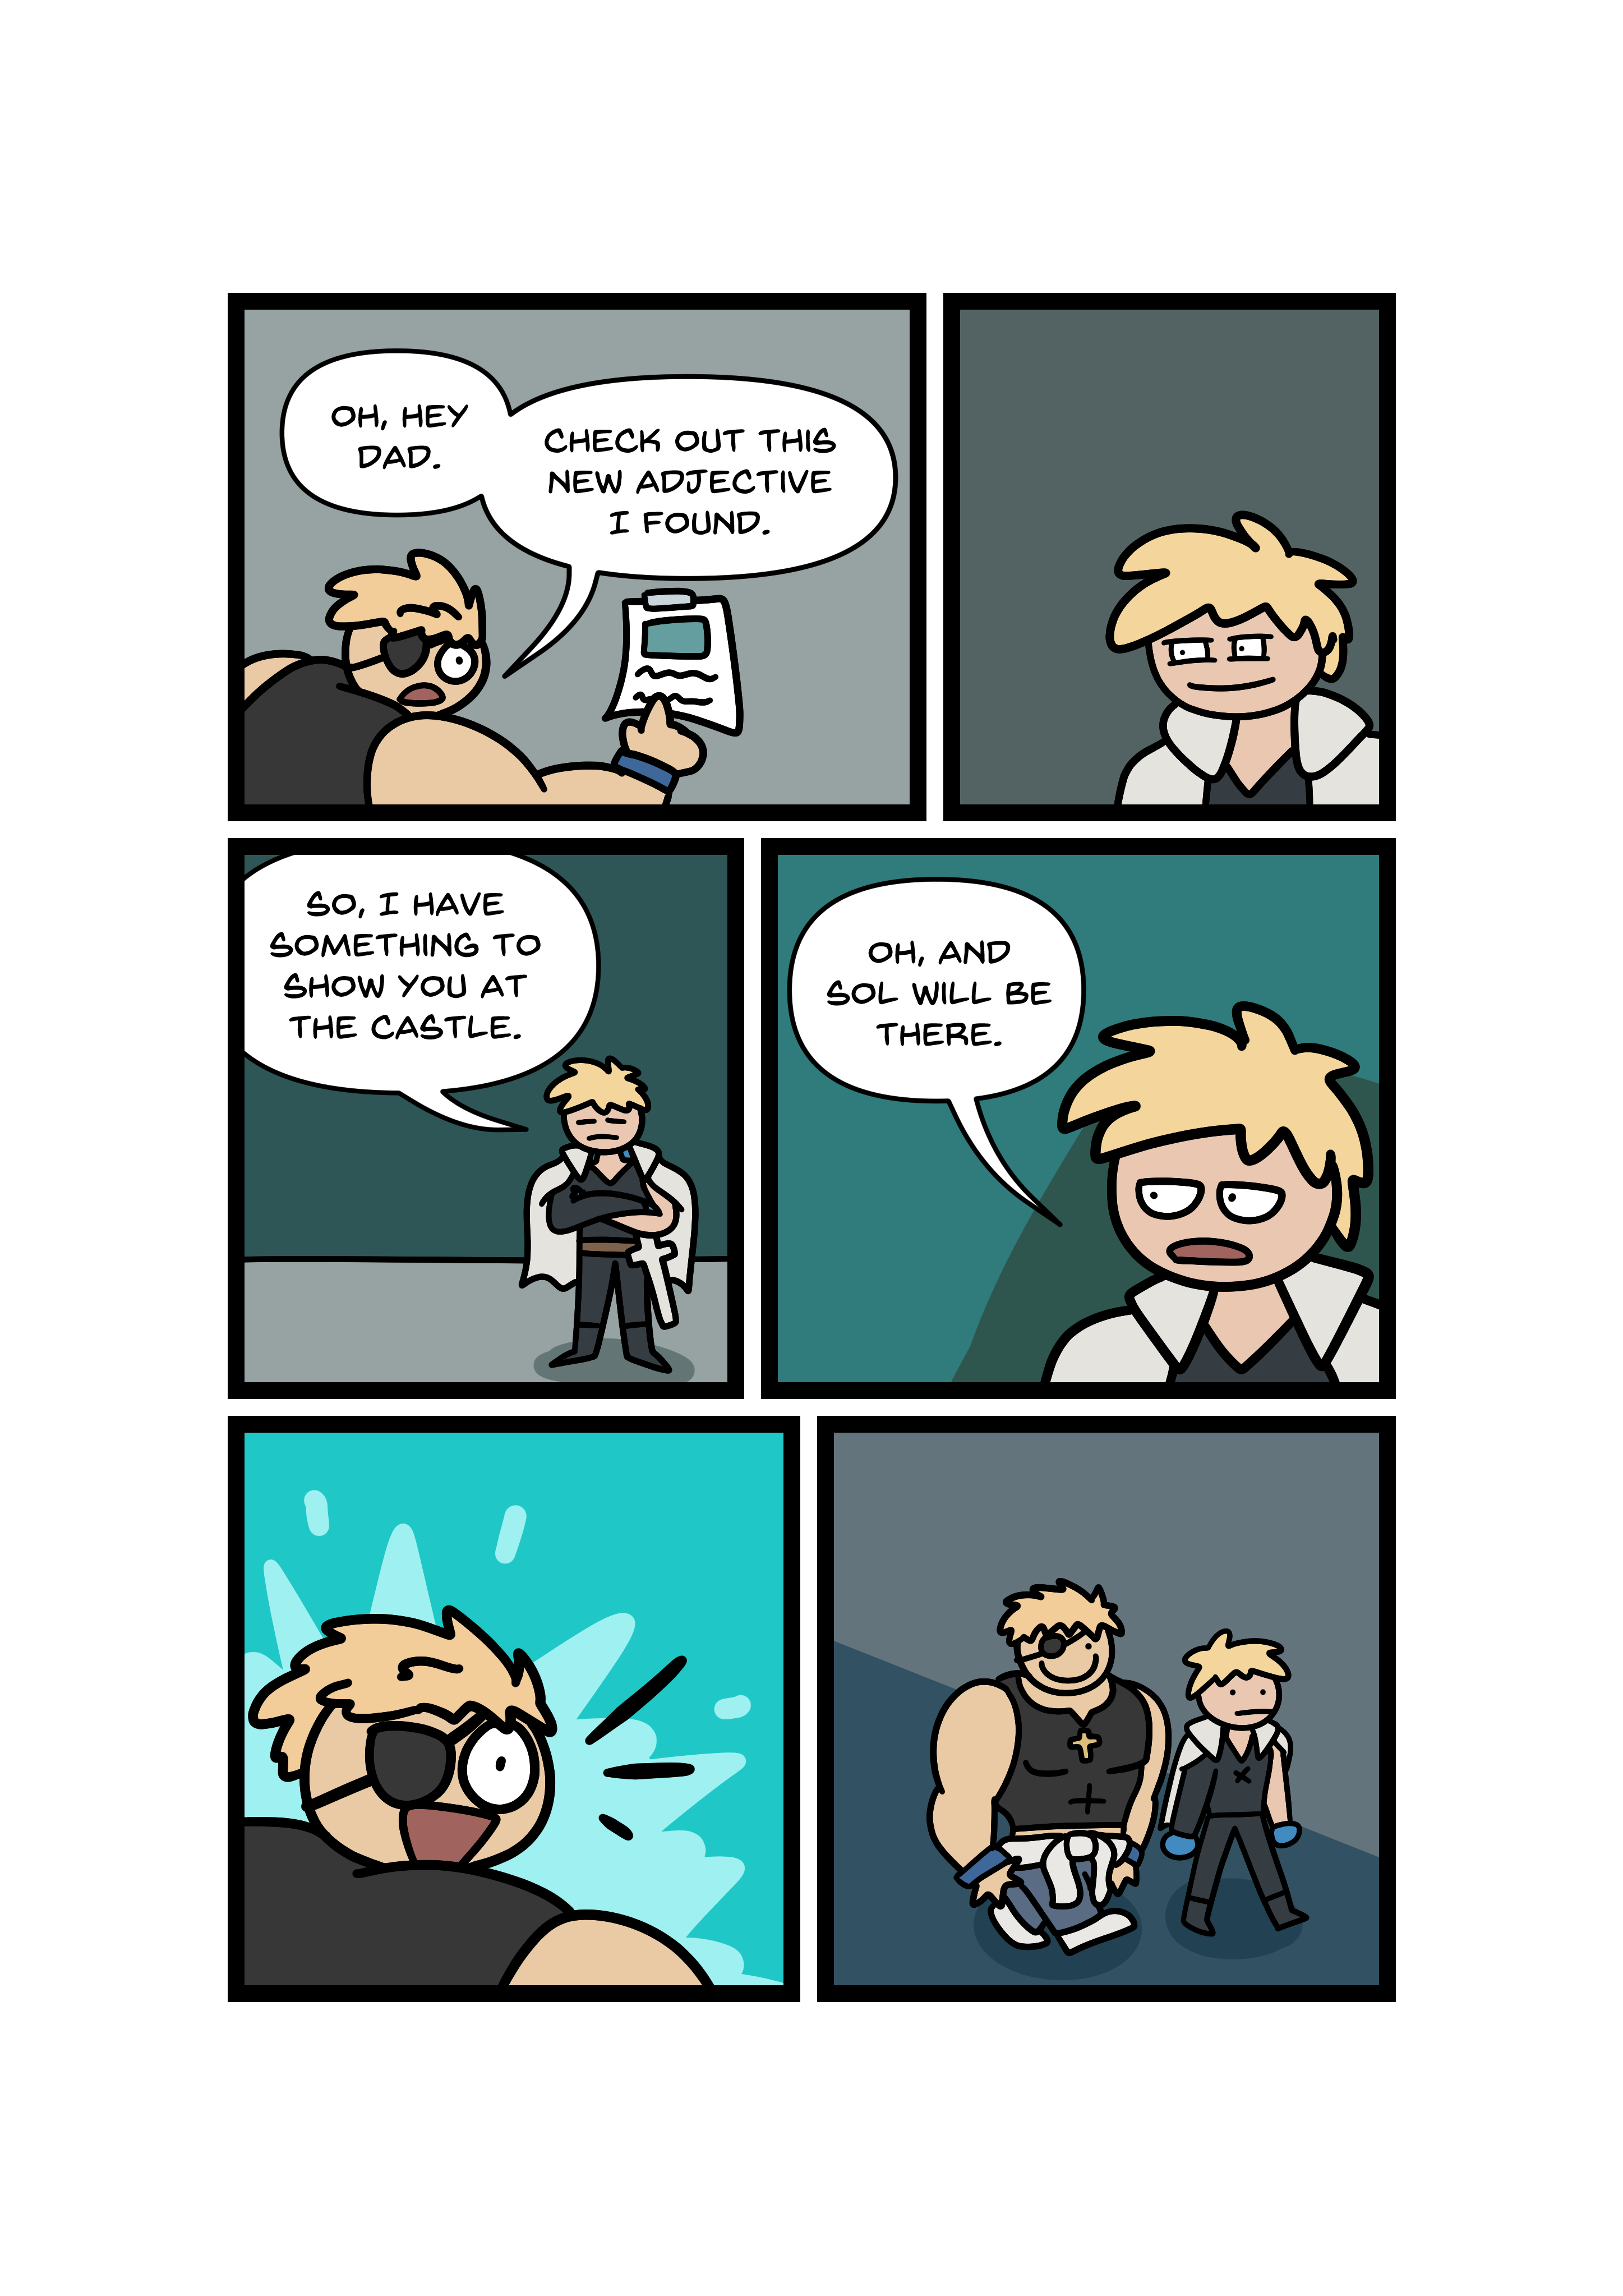 OH, HEY
DAD.
CHECK OUT THIS
NEW ADJECTIVE
I FOUND.
SO, I HAVE
SOMETHING TO
SHOW YOU AT
THE CASTLE.
OH, AND
SOL WILL BE
THERE.